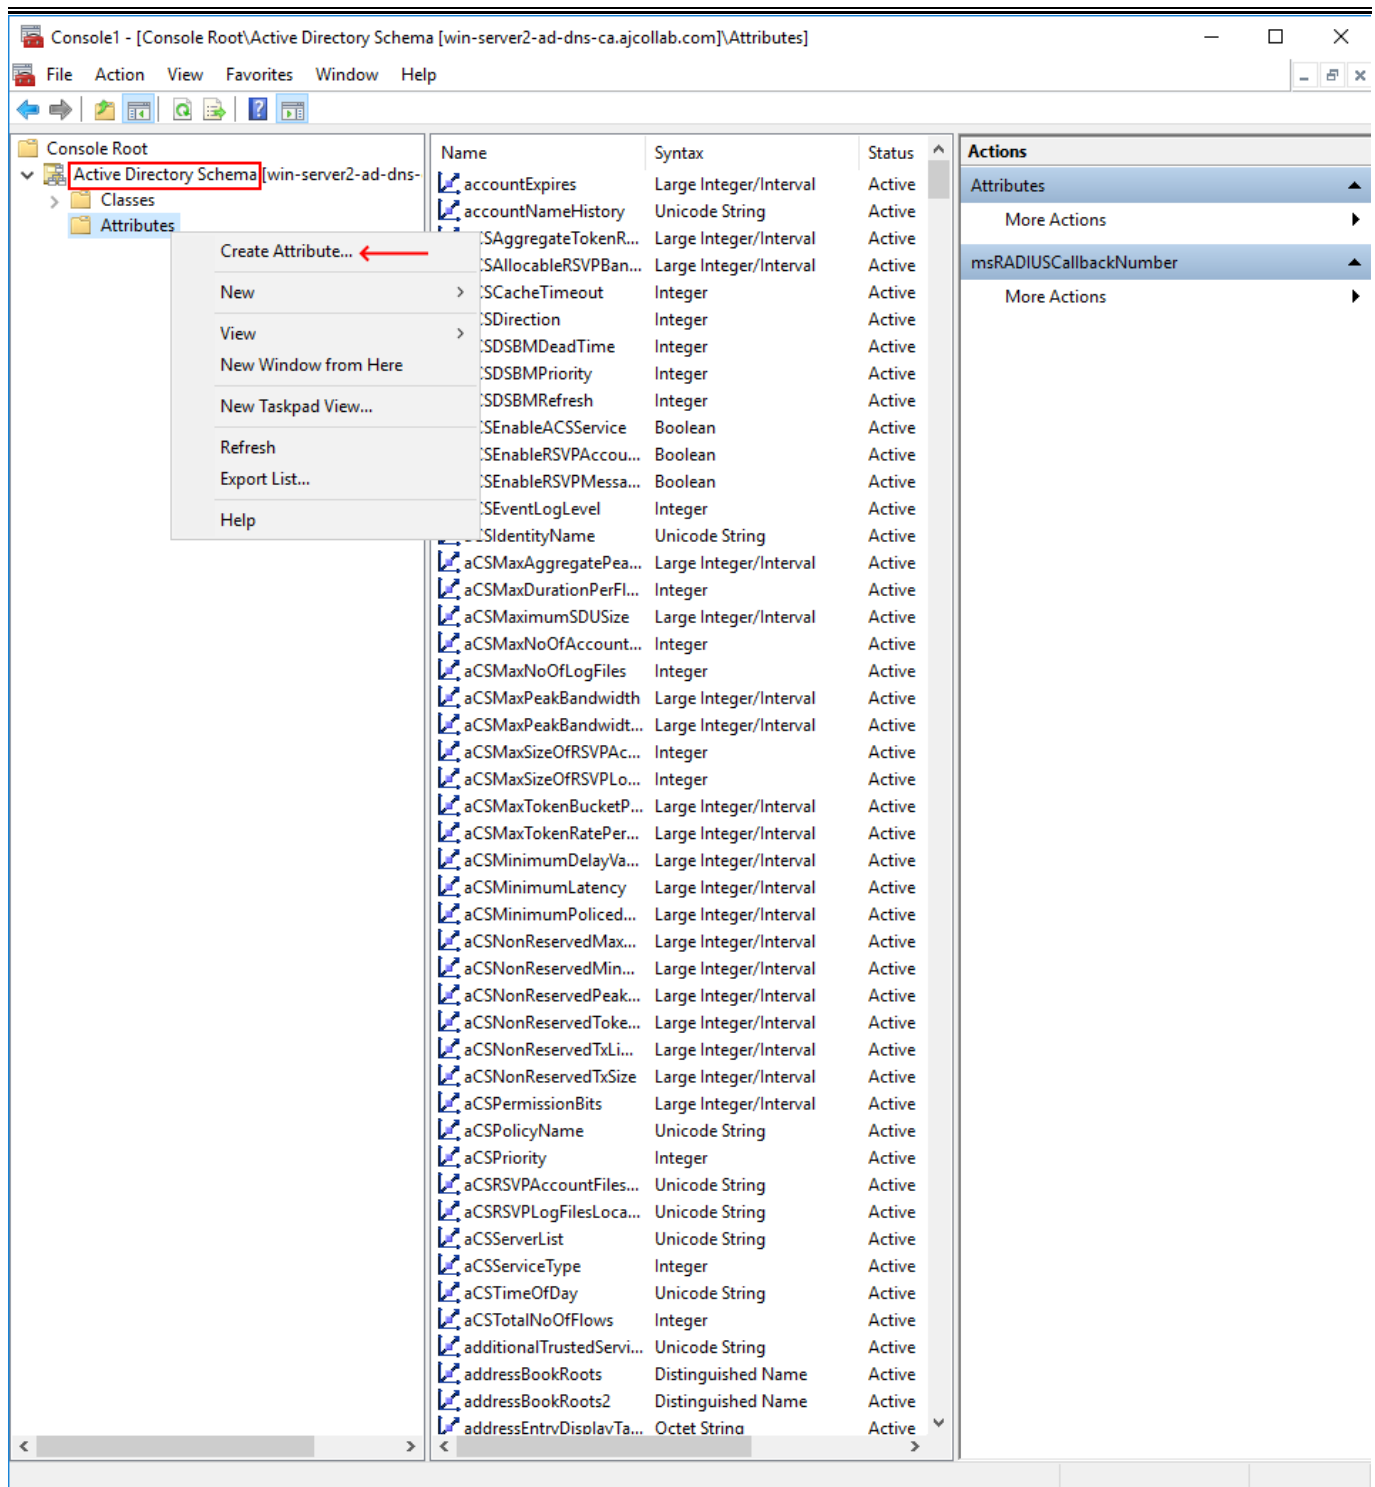 Console1 - [Console Root\Active Directory Schema [win-server2-ad-dns-ca.ajcollab.com]\Attributes]
File Action View Favorites Window Help
Console Root
Active Directory Schema [win-server2-ad-dns-
Classes
Attributes
Create Attribute...
New
View
New Window from Here
New Taskpad View...
Refresh
Export List...
Help
Name Syntax Status
accountExpires Large Integer/Interval Active
accountNameHistory Unicode String Active
CSAggregateTokenR... Large Integer/Interval Active
SAllocableRSVPBan... Large Integer/Interval Active
SCacheTimeout Integer Active
SDirection Integer Active
SDSBMDeadTime Integer Active
SDSBMPriority Integer Active
SDSBMRefresh Integer Active
SEnableACSService Boolean Active
SEnableRSVPAccou... Boolean Active
SEnableRSVPMessa... Boolean Active
SEventLogLevel Integer Active
SIdentityName Unicode String Active
aCSMaxAggregatePea... Large Integer/Interval Active
aCSMaxDurationPerFl... Integer Active
aCSMaximumSDUSize Large Integer/Interval Active
aCSMaxNoOfAccount... Integer Active
aCSMaxNoOfLogFiles Integer Active
aCSMaxPeakBandwidth Large Integer/Interval Active
aCSMaxPeakBandwidt... Large Integer/Interval Active
aCSMaxSizeOfRSVPAc... Integer Active
aCSMaxSizeOfRSVPLo... Integer Active
aCSMaxTokenBucketP... Large Integer/Interval Active
aCSMaxTokenRatePer... Large Integer/Interval Active
aCSMinimumDelayVa... Large Integer/Interval Active
aCSMinimumLatency Large Integer/Interval Active
aCSMinimumPoliced... Large Integer/Interval Active
aCSNonReservedMax... Large Integer/Interval Active
aCSNonReservedMin... Large Integer/Interval Active
aCSNonReservedPeak... Large Integer/Interval Active
aCSNonReservedToke... Large Integer/Interval Active
aCSNonReservedTxLi... Large Integer/Interval Active
aCSNonReservedTxSize Large Integer/Interval Active
aCSPermissionBits Large Integer/Interval Active
aCSPolicyName Unicode String Active
aCSPriority Integer Active
aCSRSVPAccountFiles... Unicode String Active
aCSRSVPLogFilesLoca... Unicode String Active
aCSServerList Unicode String Active
aCSServiceType Integer Active
aCSTimeOfDay Unicode String Active
aCSTotalNoOfFlows Integer Active
additionalTrustedServi... Unicode String Active
addressBookRoots Distinguished Name Active
addressBookRoots2 Distinguished Name Active
addressEntryDisplayTa... Octet String Active
Actions
Attributes
More Actions
msRADIUSCallbackNumber
More Actions